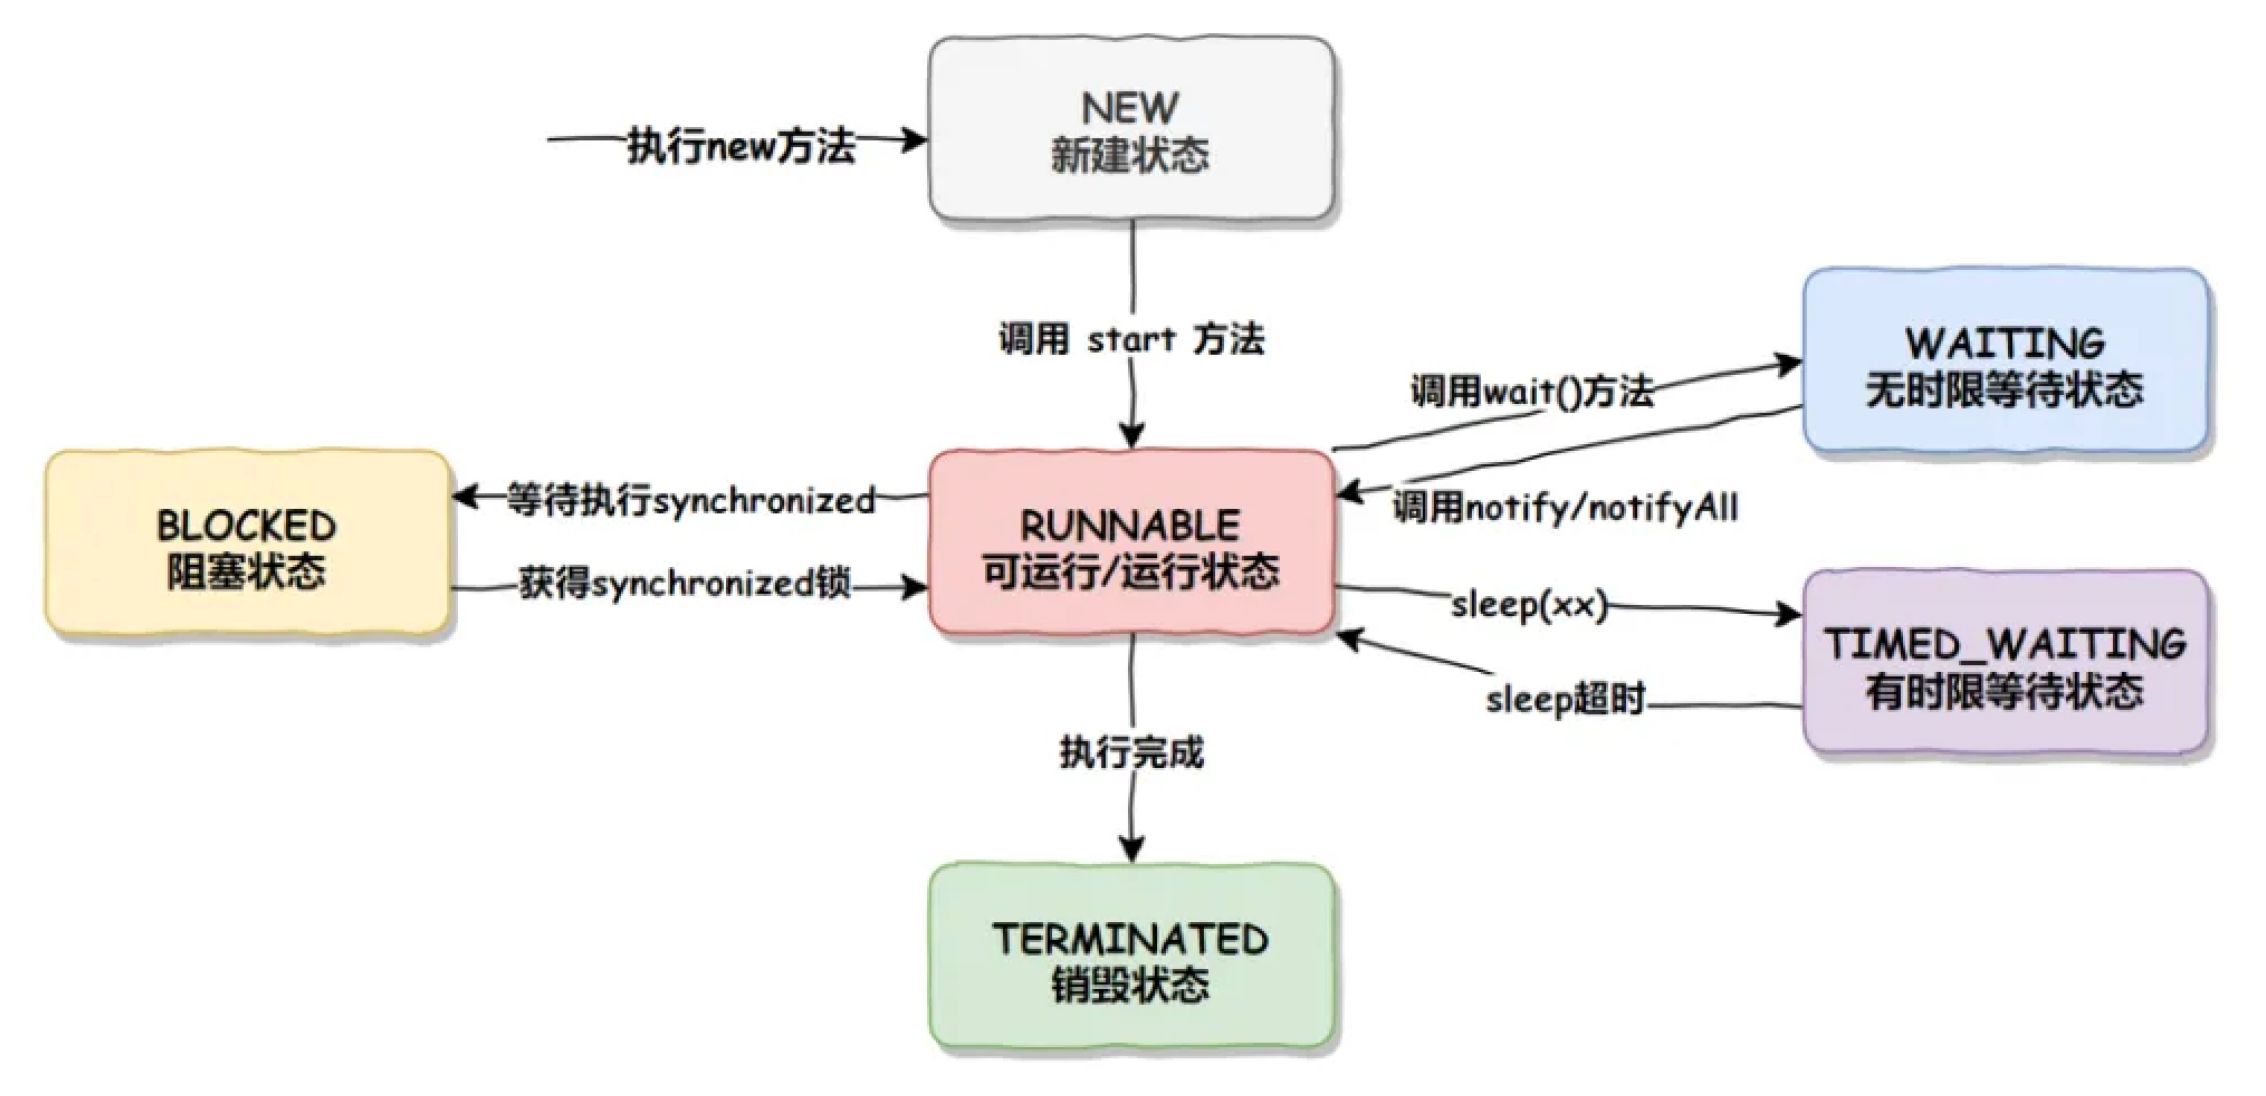 NEW
新建状态
执行new方法
调用 start 方法
WAITING
无时限等待状态
调用wait()方法
调用notify/notifyAll
BLOCKED
阻塞状态
等待执行synchronized
获得synchronized锁
RUNNABLE
可运行/运行状态
sleep(xx)
sleep超时
TIMED_WAITING
有时限等待状态
执行完成
TERMINATED
销毁状态